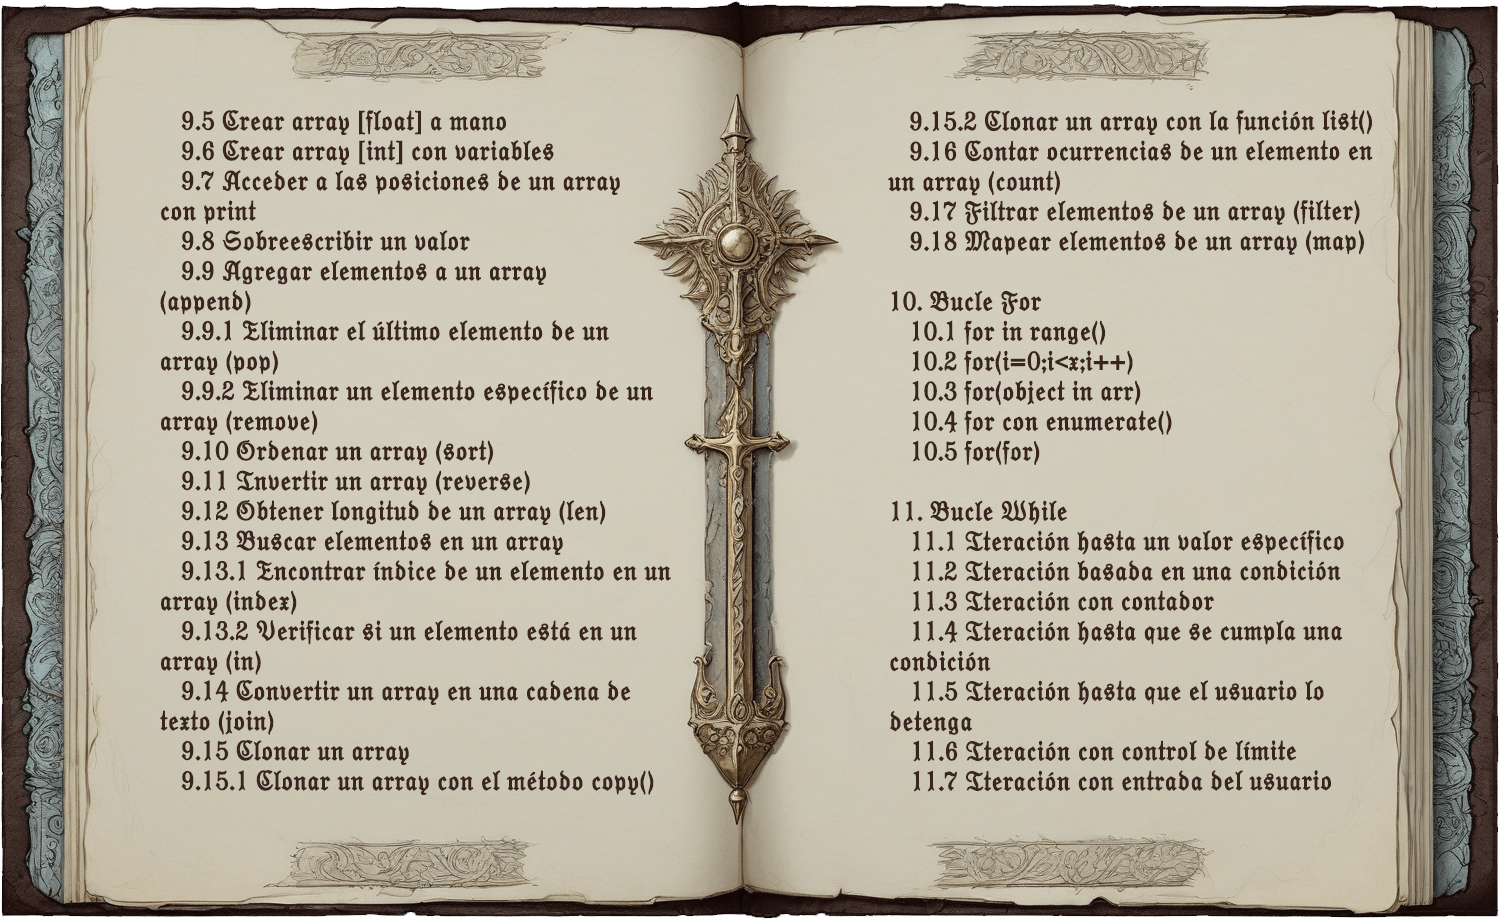 9.5 Crear array [float] a mano
9.6 Crear array [int] con variables
9.7 Acceder a las posiciones de un array
con print
9.8 Sobreescribir un valor
9.9 Agregar elementos a un array
(append)
9.9.1 Eliminar el último elemento de un
array (pop)
9.9.2 Eliminar un elemento específico de un
array (remove)
9.10 Ordenar un array (sort)
9.11 Invertir un array (reverse)
9.12 Obtener longitud de un array (len)
9.13 Buscar elementos en un array
9.13.1 Encontrar índice de un elemento en un
array (index)
9.13.2 Verificar si un elemento está en un
array (in)
9.14 Convertir un array en una cadena de
texto (join)
9.15 Clonar un array
9.15.1 Clonar un array con el método copy()
9.15.2 Clonar un array con la función list()
9.16 Contar ocurrencias de un elemento en
un array (count)
9.17 Filtrar elementos de un array (filter)
9.18 Mapear elementos de un array (map)
10. Bucle For
10.1 for in range()
10.2 for(i=0;i<x;i++)
10.3 for(object in arr)
10.4 for con enumerate()
10.5 for(for)
11. Bucle While
11.1 Iteración hasta un valor específico
11.2 Iteración basada en una condición
11.3 Iteración con contador
11.4 Iteración hasta que se cumpla una
condición
11.5 Iteración hasta que el usuario lo
detenga
11.6 Iteración con control de límite
11.7 Iteración con entrada del usuario